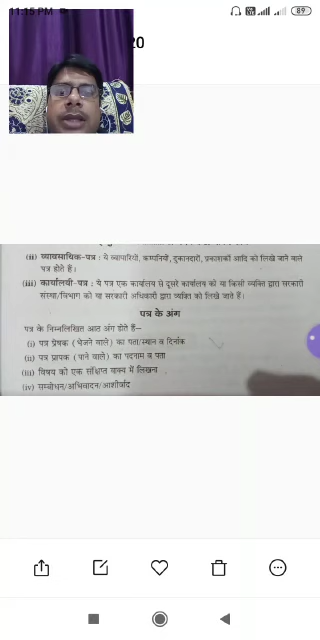 11:15 PM
89
20
(ii) व्यावसायिक-पत्र : ये व्यापारियों, कम्पनियों, दुकानदारों, प्रकाशकों आदि को लिखे जाने वाले
पत्र होते हैं।
(iii) कार्यालयी-पत्र : ये पत्र एक कार्यालय से दूसरे कार्यालय को या किसी व्यक्ति द्वारा सरकारी
संस्था/विभाग को या सरकारी अधिकारी द्वारा व्यक्ति को लिखे जाते हैं।
पत्र के अंग
पत्र के निम्नलिखित आठ अंग होते हैं—
(i) पत्र प्रेषक (भेजने वाले) का पता/स्थान व दिनांक
(ii) पत्र प्रापक (पाने वाले) का पदनाम व पता
(iii) विषय को एक संक्षिप्त वाक्य में लिखना
(iv) सम्बोधन/अभिवादन/आशीर्वाद